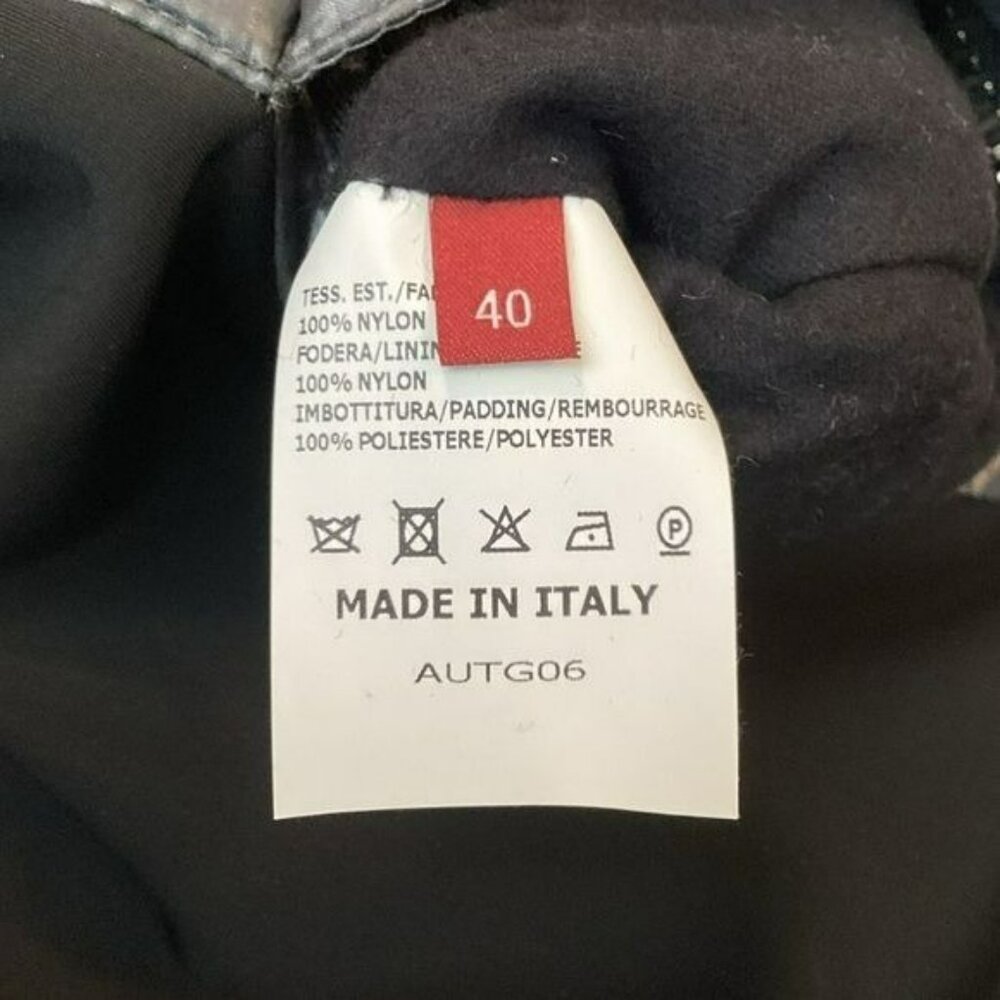 TESS. EST./FA
100% NYLON
40
FODERA/LININ
100% NYLON
IMBOTTITURA/PADDING/REMBOURRAGE
100% POLIESTERE/POLYESTER
P
MADE IN ITALY
AUTG06